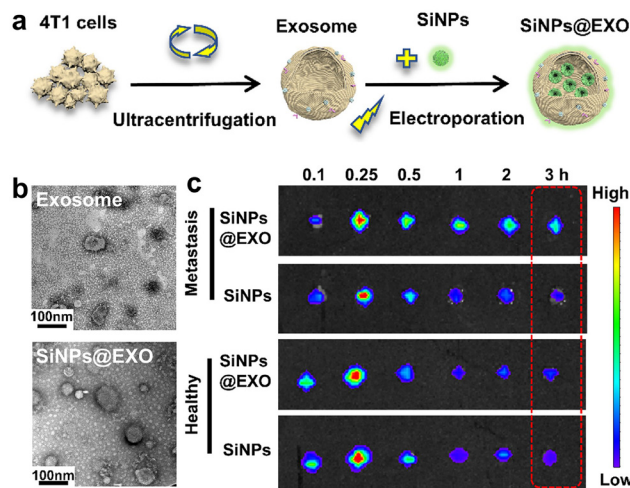 a
4T1 cells
Ultracentrifugation
Exosome
SiNPs
Electroporation
SiNPs@EXO
b
Exosome
100nm
SiNPs@EXO
100nm
c
0.1 0.25 0.5 1 2 3 h
Metastasis
SiNPs
@EXO
SiNPs
Healthy
SiNPs
@EXO
SiNPs
High
Low